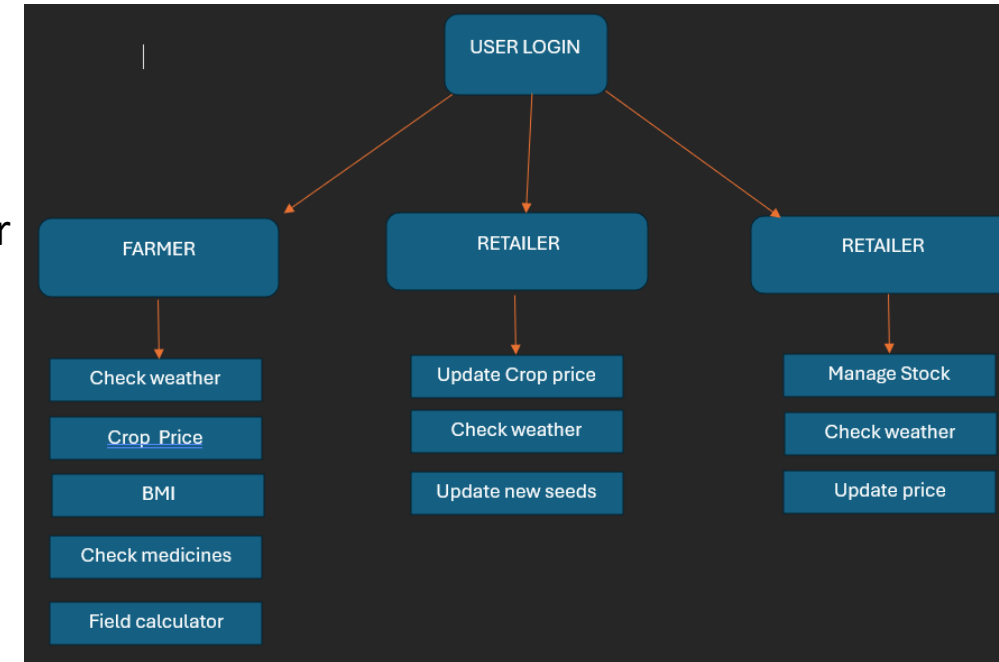 USER LOGIN
r
FARMER
RETAILER
RETAILER
Check weather
Crop Price
BMI
Check medicines
Field calculator
Update Crop price
Check weather
Update new seeds
Manage Stock
Check weather
Update price